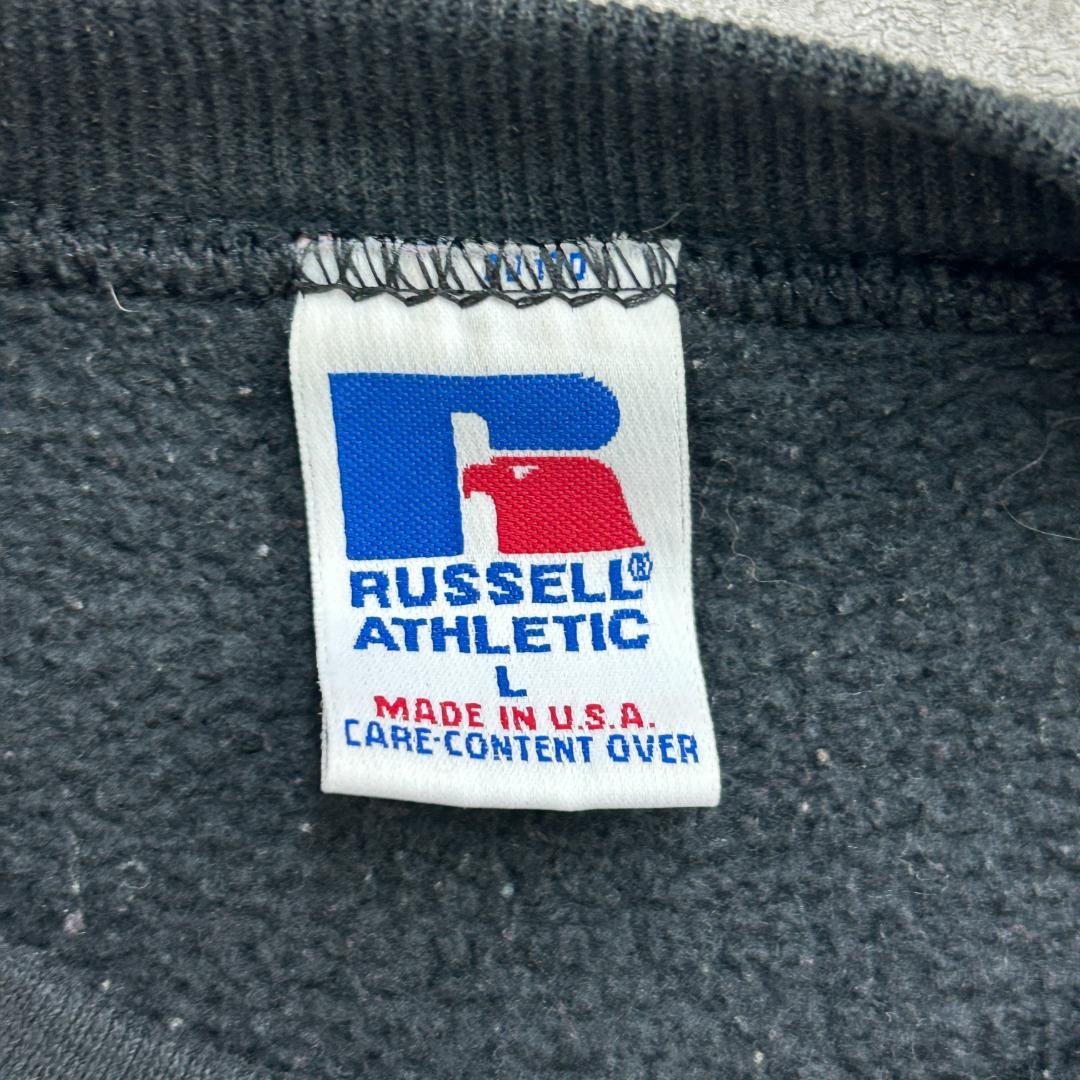 RUSSELL®
ATHLETIC
L
MADE IN U.S.A.
CARE-CONTENT OVER